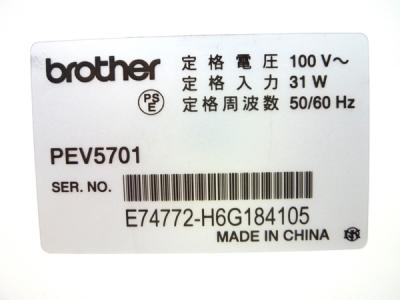 brother
定格電圧 100 V～
定格入力 31 W
定格周波数 50/60 Hz
PS
E
PEV5701
SER. NO.
E74772-H6G184105
MADE IN CHINA